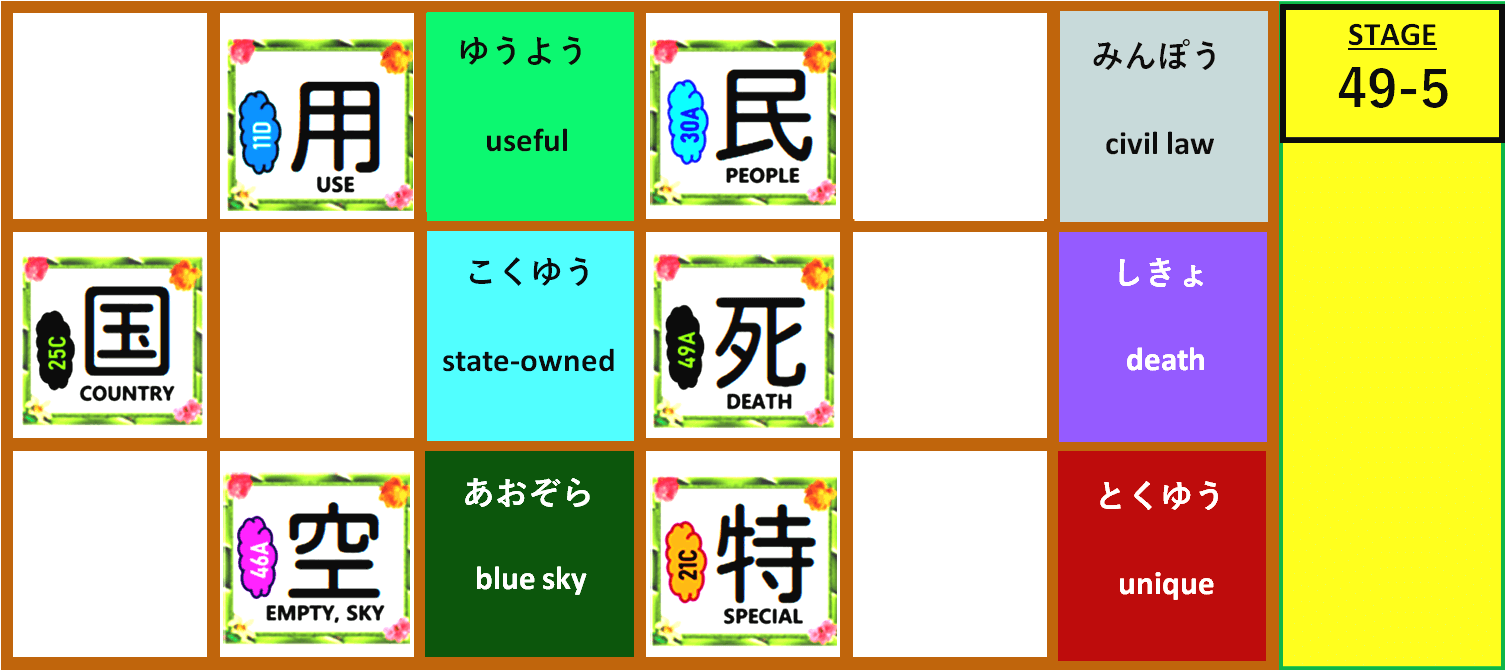 11D
用
USE
ゆうよう
useful
30A
民
PEOPLE
みんぽう
civil law
STAGE
49-5
25C
国
COUNTRY
こくゆう
state-owned
49A
死
DEATH
しきょ
death
46A
空
EMPTY, SKY
あおぞら
blue sky
21C
特
SPECIAL
とくゆう
unique